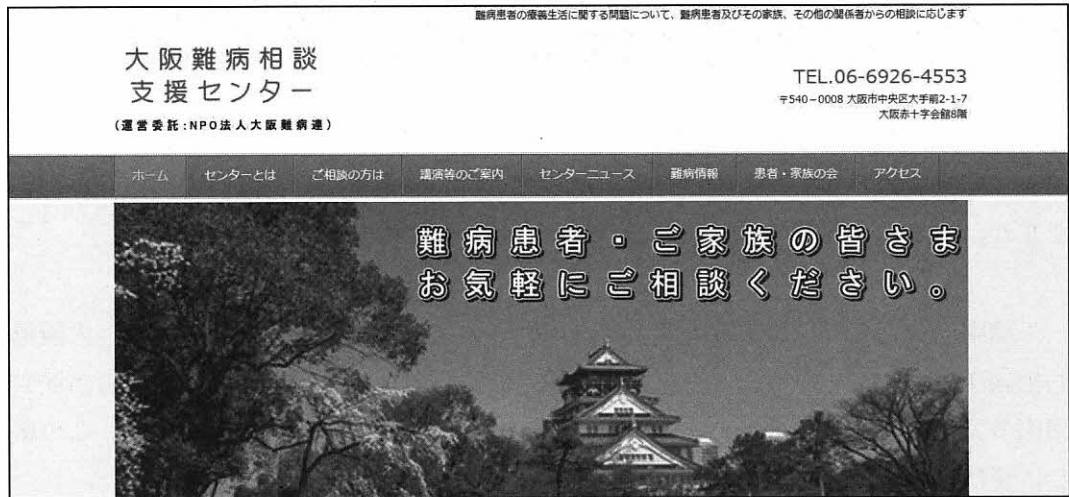 難病患者の療養生活に関する問題について、難病患者及びその家族、その他の関係者からの相談に応じます
大阪難病相談
支援センター
(運営委託:NPO法人大阪難病連)
TEL.06-6926-4553
〒540-0008 大阪市中央区大手前2-1-7
大阪赤十字会館8階
ホーム センターとは ご相談の方は 講演等のご案内 センターニュース 難病情報 患者・家族の会 アクセス
難病患者・ご家族の皆さま
お気軽にご相談ください。